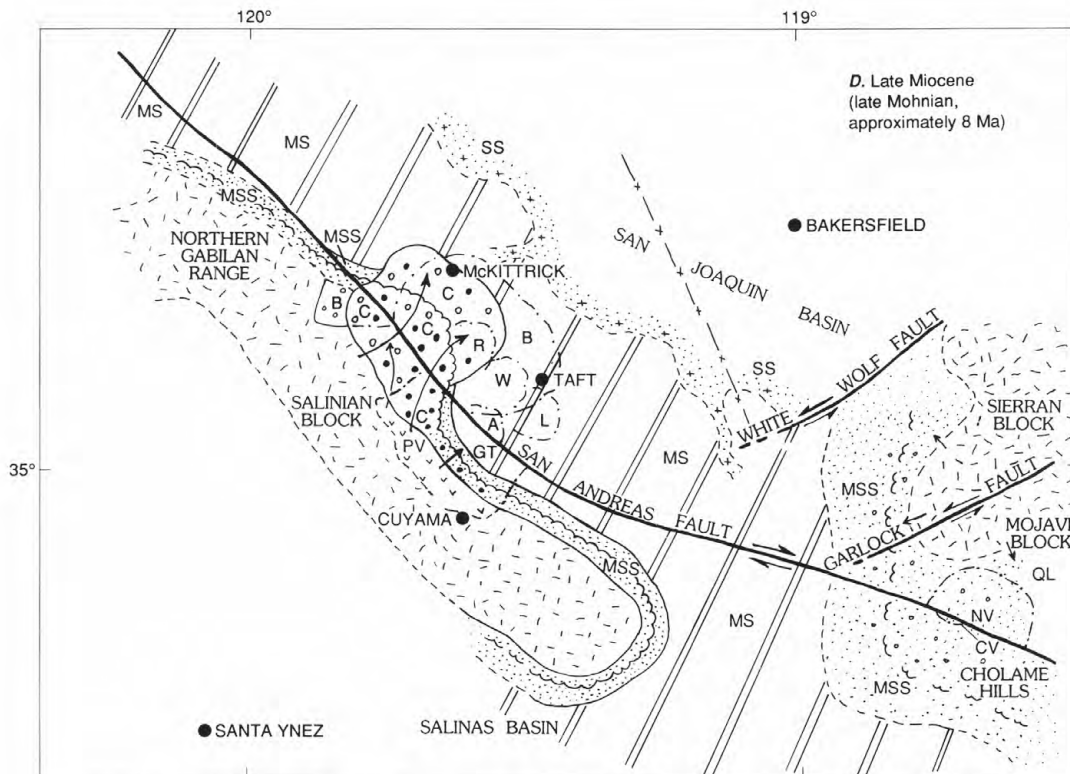 120°
119°
D. Late Miocene
(late Mohnian,
approximately 8 Ma)
MS
MS
SS
MSS
NORTHERN
GABILAN
RANGE
MSS
McKITTRICK
BAKERSFIELD
SAN
JOAQUIN
BASIN
B
C
C
C
R
B
W
TAFT
SS
WHITE WOLF FAULT
SIERRAN
BLOCK
SALINIAN
BLOCK
C
A
L
PV
GT
35°
SAN
ANDREAS
FAULT
MS
MSS
GARLOCK FAULT
MOJAVE
BLOCK
QL
CUYAMA
MSS
MS
NV
CV
CHOLAME
HILLS
MSS
SANTA YNEZ
SALINAS BASIN